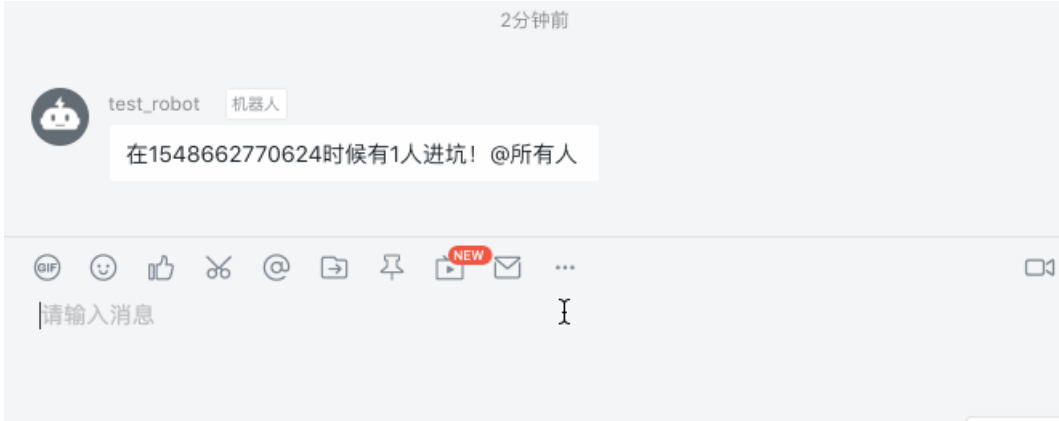 2分钟前
test_robot 机器人
在1548662770624时候有1人进坑！@所有人
GIF @ NEW
请输入消息